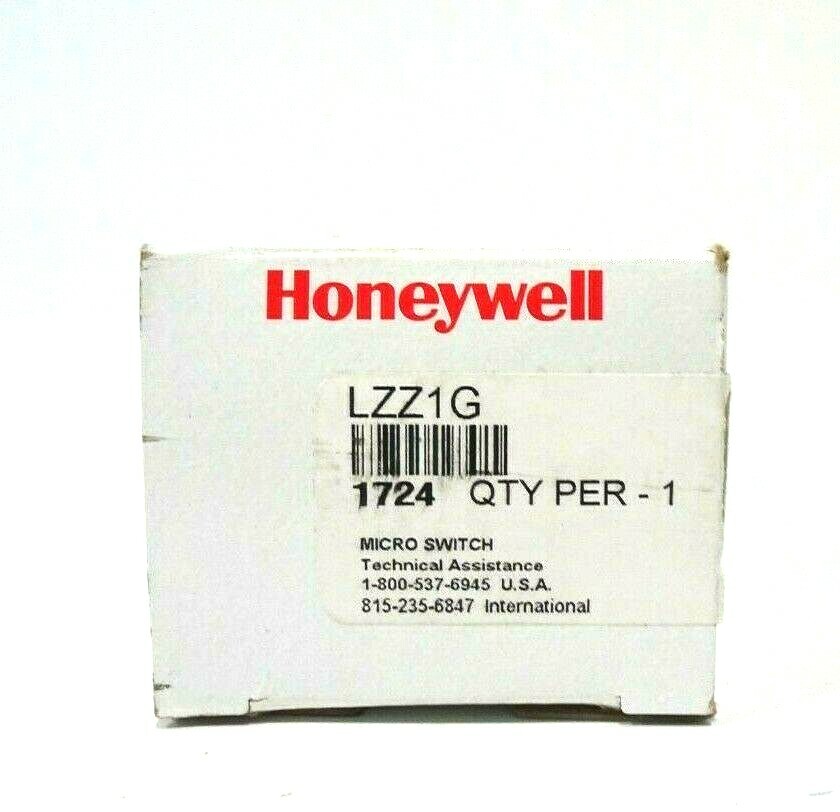 Honeywell
LZZ1G
1724 QTY PER - 1
MICRO SWITCH
Technical Assistance
1-800-537-6945 U.S.A.
815-235-6847 International